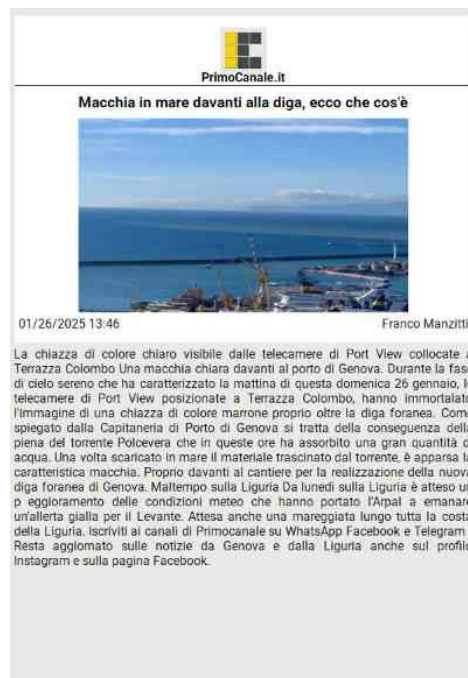 PrimoCanale.it
Macchia in mare davanti alla diga, ecco che cos'è
01/26/2025 13:46
Franco Manzitti
La chiazza di colore chiaro visibile dalle telecamere di Port View collocate a
Terrazza Colombo Una macchia chiara davanti al porto di Genova. Durante la fase
di cielo sereno che ha caratterizzato la mattina di questa domenica 26 gennaio, le
telecamere di Port View posizionate a Terrazza Colombo, hanno immortalato
l'immagine di una chiazza di colore marrone proprio oltre la diga foranea. Come
spiegato dalla Capitaneria di Porto di Genova si tratta della conseguenza della
piena del torrente Polcevera che in queste ore ha assorbito una gran quantità di
acqua. Una volta scaricato in mare il materiale trascinato dal torrente, è apparsa la
caratteristica macchia. Proprio davanti al cantiere per la realizzazione della nuova
diga foranea di Genova. Maltempo sulla Liguria Da lunedì sulla Liguria è atteso un
p eggioramento delle condizioni meteo che hanno portato l'Arpal a emanare
un'allerta gialla per il Levante. Attesa anche una mareggiata lungo tutta la costa
della Liguria. Iscriviti ai canali di Primocanale su WhatsApp Facebook e Telegram .
Resta aggiornato sulle notizie da Genova e dalla Liguria anche sul profilo
Instagram e sulla pagina Facebook.